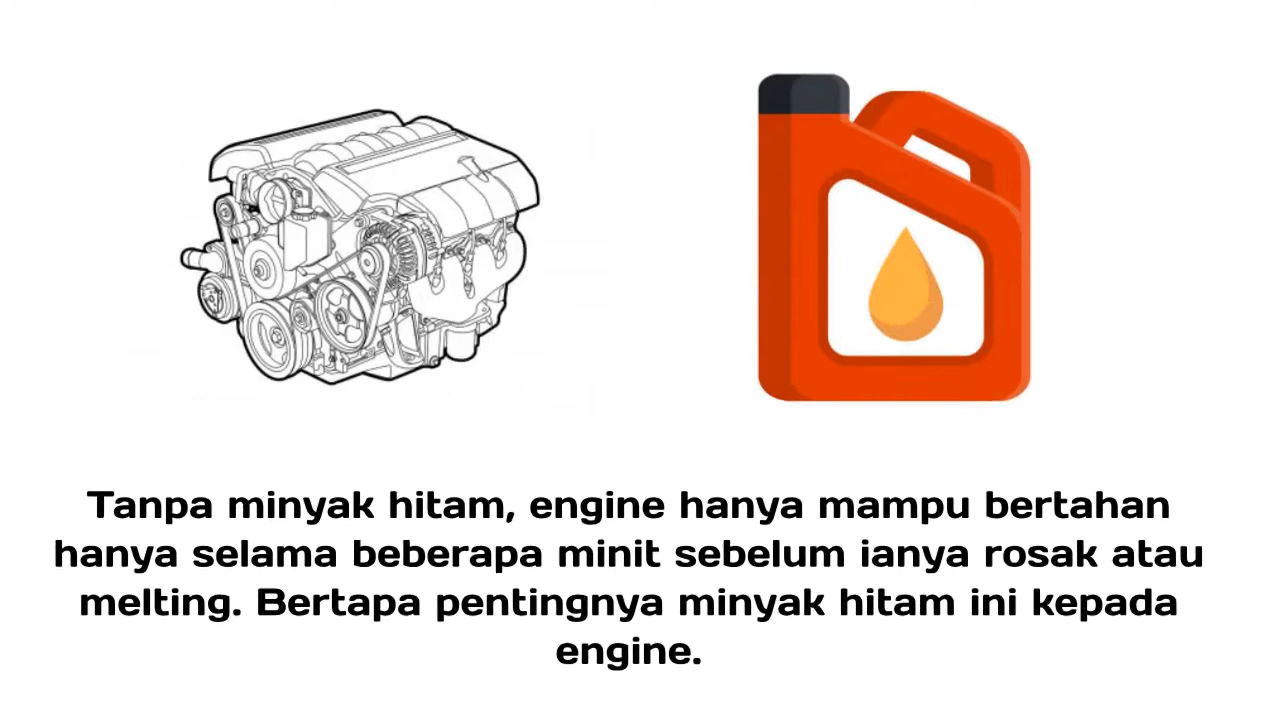 Tanpa minyak hitam, engine hanya mampu bertahan
hanya selama beberapa minit sebelum ianya rosak atau
melting. Bertapa pentingnya minyak hitam ini kepada
engine.